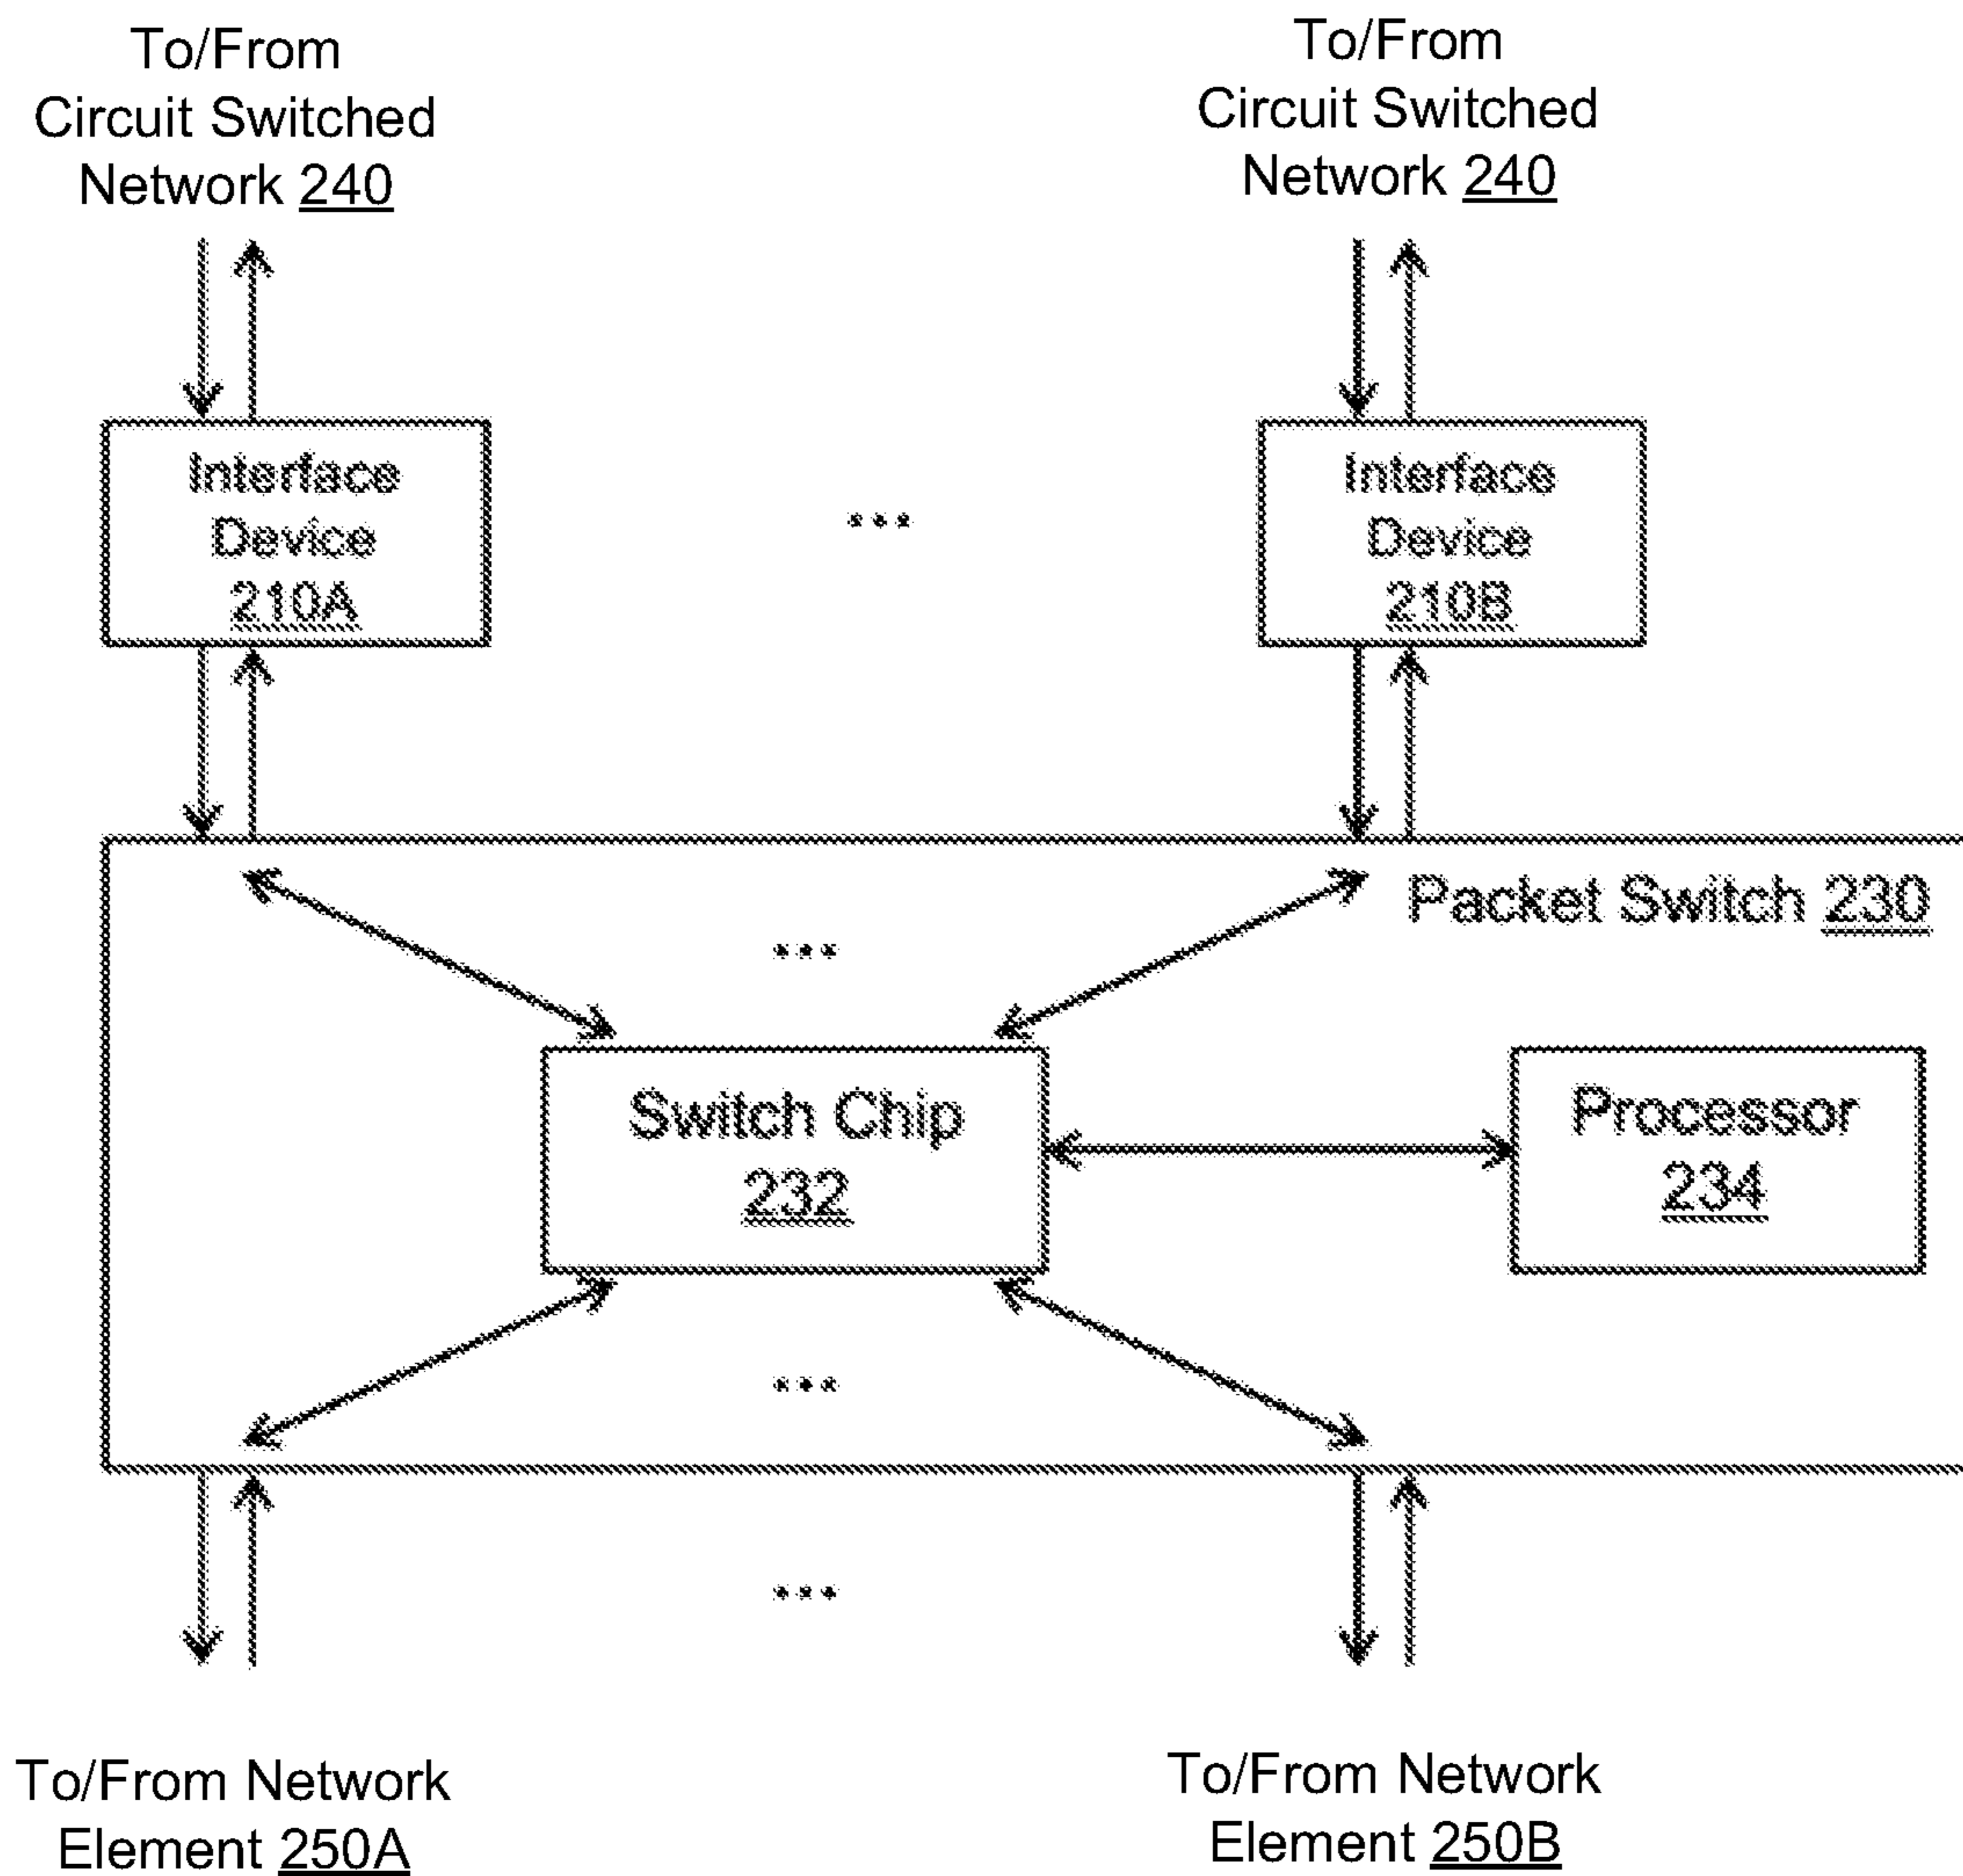 To/From
Circuit Switched
Network 240
To/From
Circuit Switched
Network 240
Interface
Device
210A
...
Interface
Device
210B
Packet Switch 230
...
Switch Chip
232
Processor
234
...
...
To/From Network
Element 250A
To/From Network
Element 250B